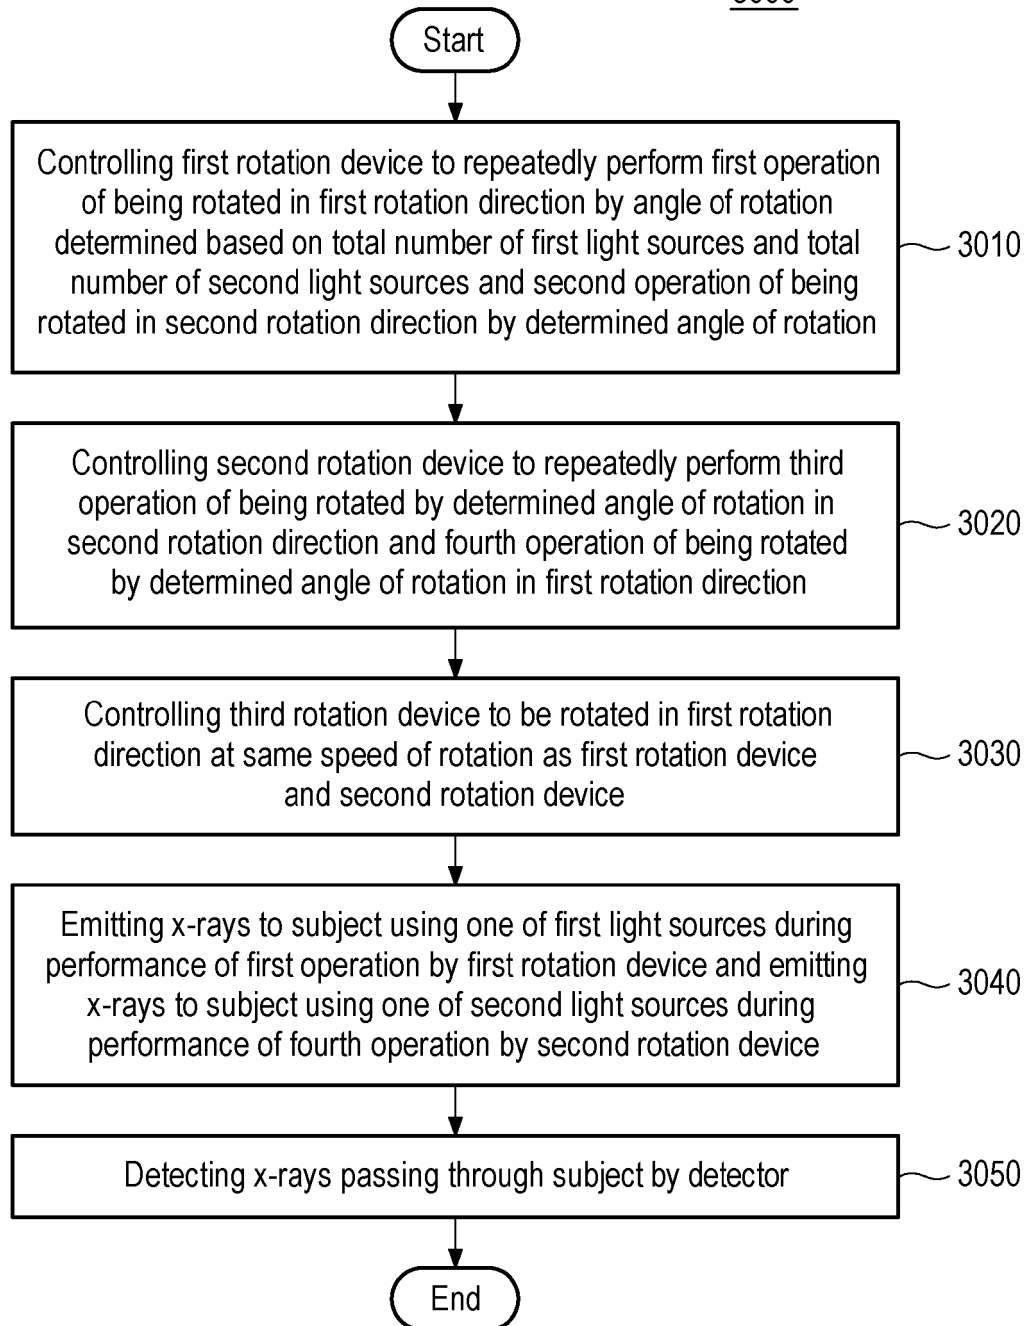 Start
Controlling first rotation device to repeatedly perform first operation
of being rotated in first rotation direction by angle of rotation
determined based on total number of first light sources and total
number of second light sources and second operation of being
rotated in second rotation direction by determined angle of rotation
3010
Controlling second rotation device to repeatedly perform third
operation of being rotated by determined angle of rotation in
second rotation direction and fourth operation of being rotated
by determined angle of rotation in first rotation direction
3020
Controlling third rotation device to be rotated in first rotation
direction at same speed of rotation as first rotation device
and second rotation device
3030
Emitting x-rays to subject using one of first light sources during
performance of first operation by first rotation device and emitting
x-rays to subject using one of second light sources during
performance of fourth operation by second rotation device
3040
Detecting x-rays passing through subject by detector
3050
End